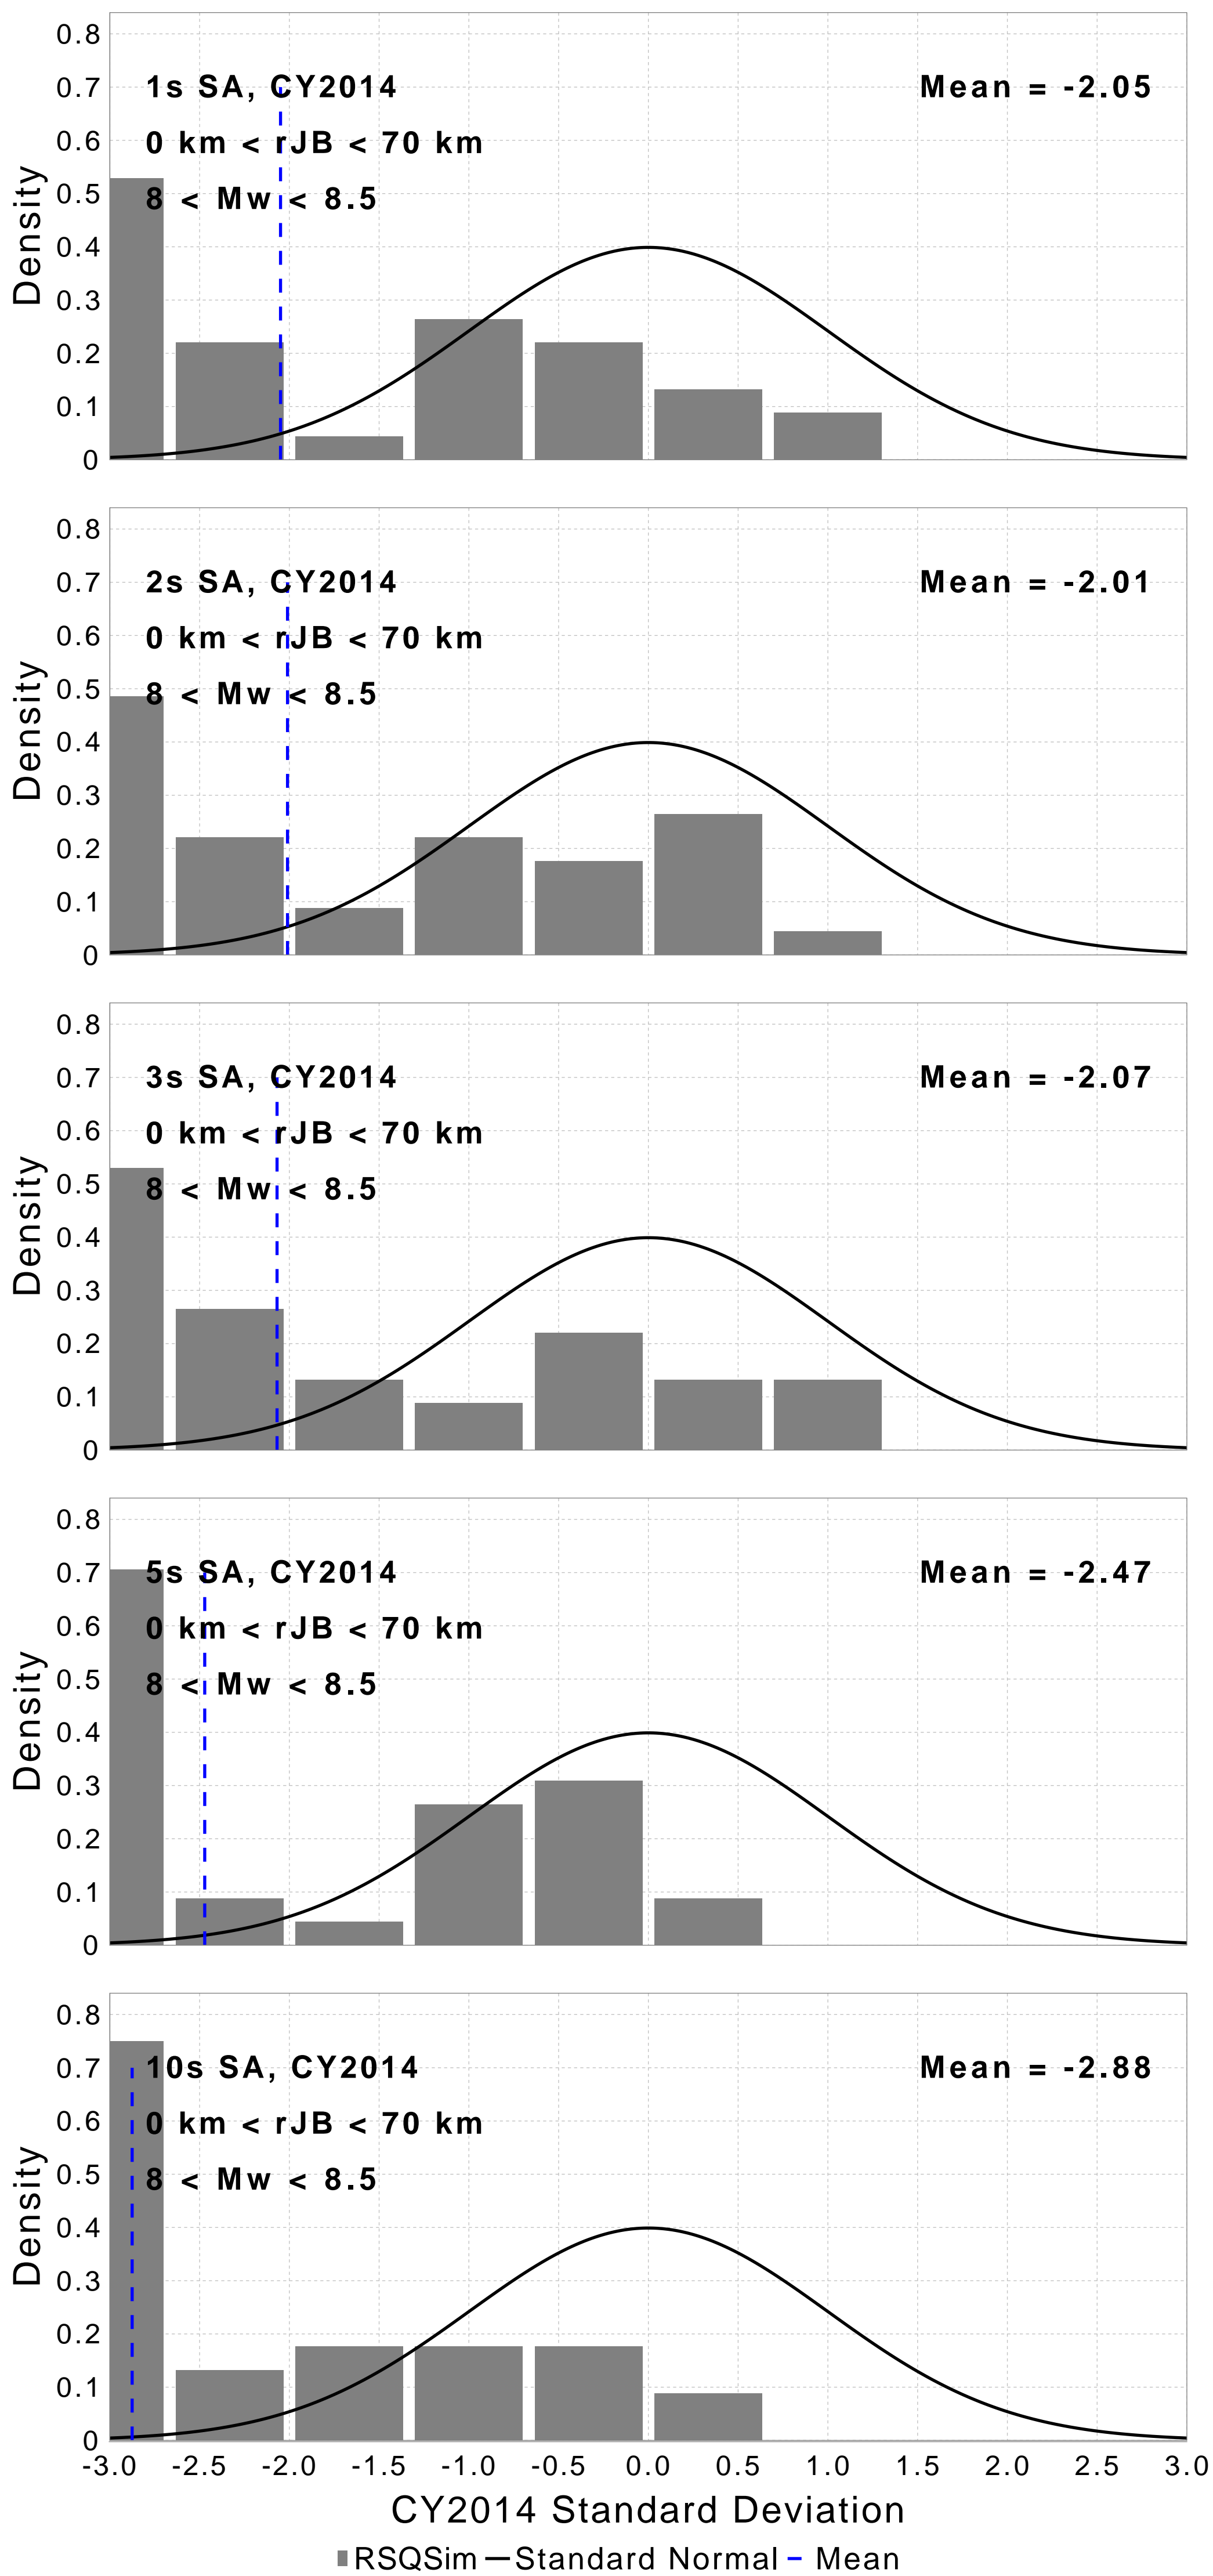 0.8
1s SA, CY2014 Mean = -2.05
0.7
0 km < rJB < 70 km
0.6
8 < Mw < 8.5
0.5
0.4
0.3
0.2
0.1
0
Density
0.8
2s SA, CY2014 Mean = -2.01
0.7
0 km < rJB < 70 km
0.6
8 < Mw < 8.5
0.5
0.4
0.3
0.2
0.1
0
Density
0.8
3s SA, CY2014 Mean = -2.07
0.7
0 km < rJB < 70 km
0.6
8 < Mw < 8.5
0.5
0.4
0.3
0.2
0.1
0
Density
0.8
5s SA, CY2014 Mean = -2.47
0.7
0 km < rJB < 70 km
0.6
8 < Mw < 8.5
0.5
0.4
0.3
0.2
0.1
0
Density
0.8
10s SA, CY2014 Mean = -2.88
0.7
0 km < rJB < 70 km
0.6
8 < Mw < 8.5
0.5
0.4
0.3
0.2
0.1
0
Density
-3.0 -2.5 -2.0 -1.5 -1.0 -0.5 0.0 0.5 1.0 1.5 2.0 2.5 3.0
CY2014 Standard Deviation
RSQSim Standard Normal Mean